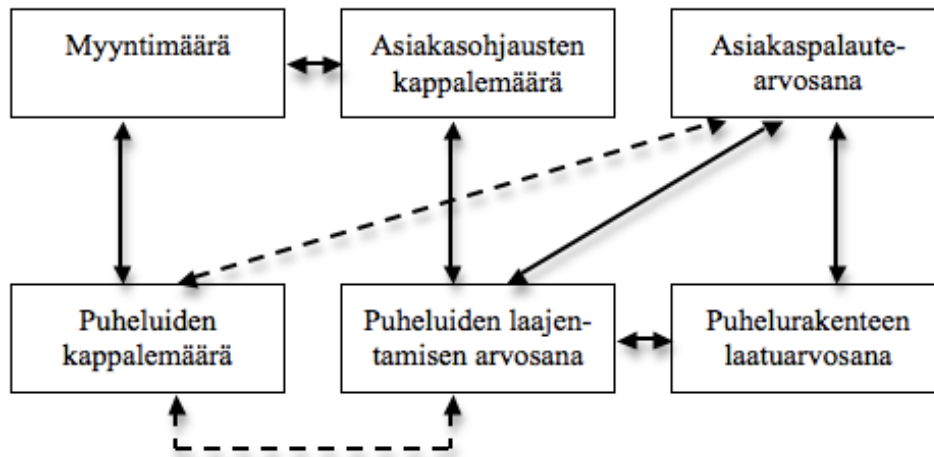 Myyntimäärä
Asiakasohjausten
kappalemäärä
Asiakaspalaute-
arvosana
Puheluiden
kappalemäärä
Puheluiden laajen-
tamisen arvosana
Puhelurakenteen
laatuarvosana